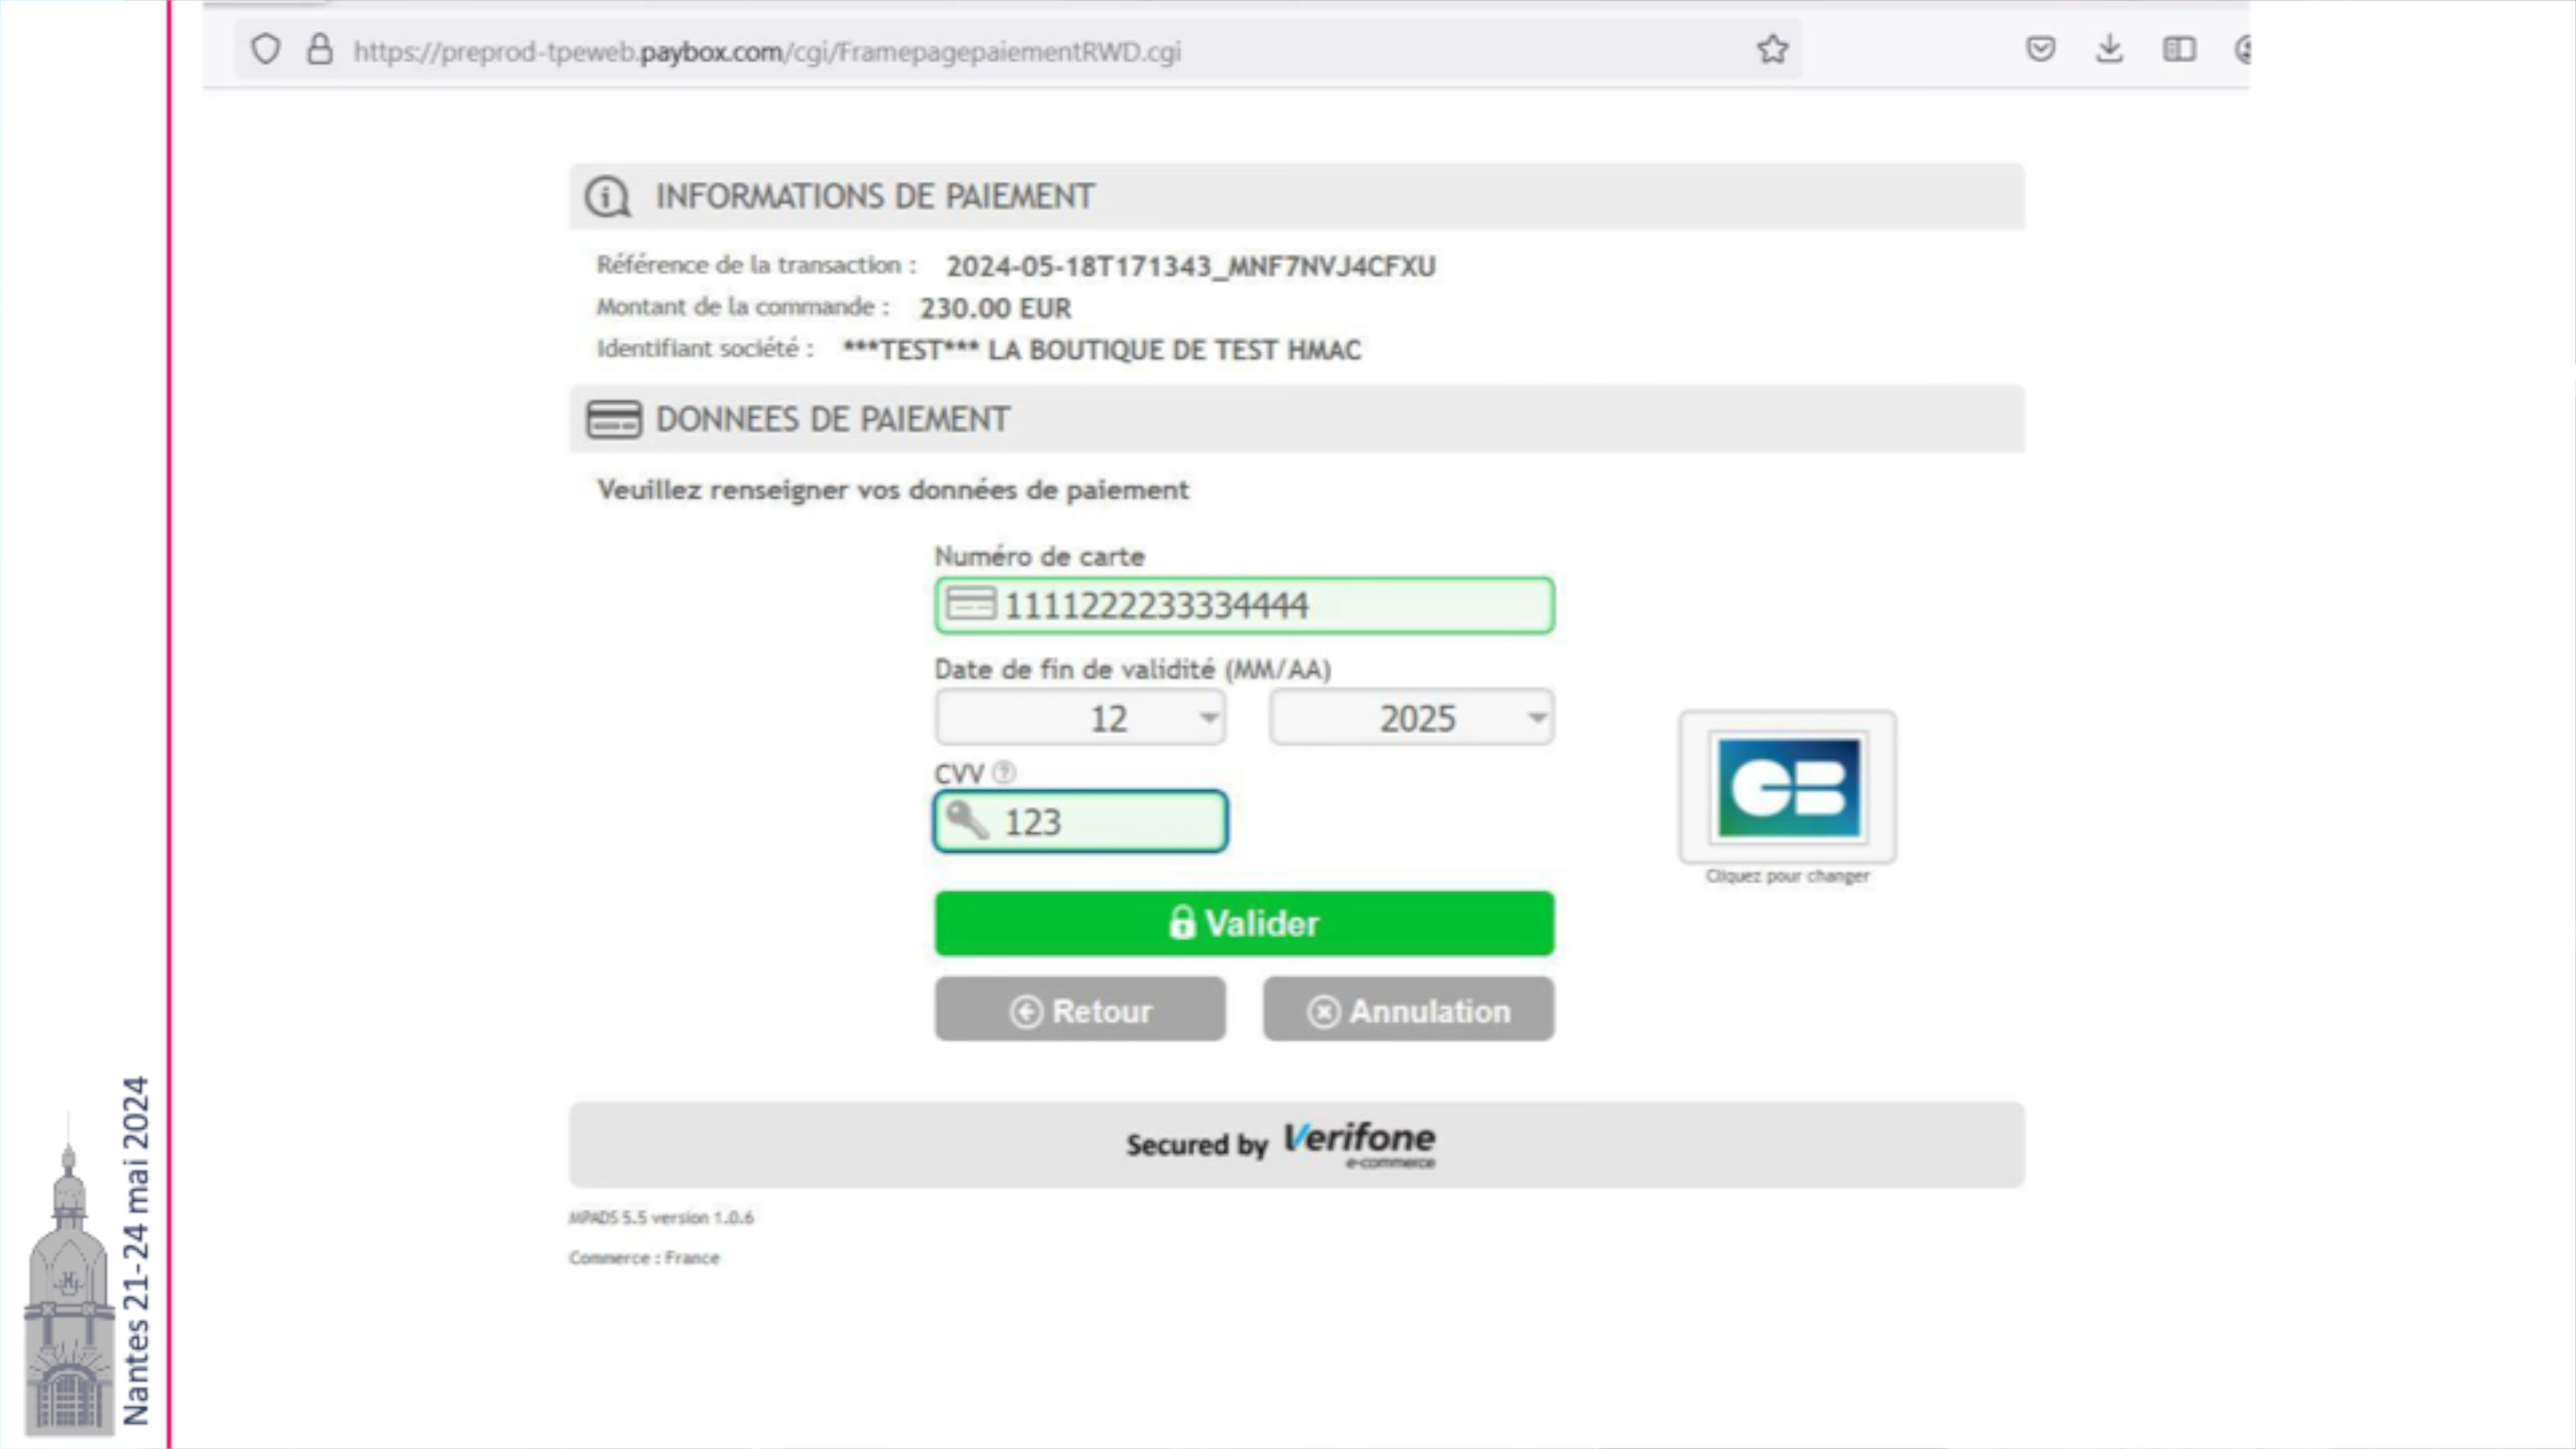 https://preprod-tpeweb.paybox.com/cgi/FramepagepaiementRWD.cgi
INFORMATIONS DE PAIEMENT
Référence de la transaction : 2024-05-18T171343_MNF7NVJ4CFXU
Montant de la commande : 230.00 EUR
Identifiant société : ***TEST*** LA BOUTIQUE DE TEST HMAC
DONNEES DE PAIEMENT
Veuillez renseigner vos données de paiement
Numéro de carte
1111222233334444
Date de fin de validité (MM/AA)
12 2025
CVV
123
CB
Cliquez pour changer
Valider
Retour Annulation
Secured by Verifone
e-commerce
MPADS 5.5 version 1.0.6
Commerce : France
Nantes 21-24 mai 2024